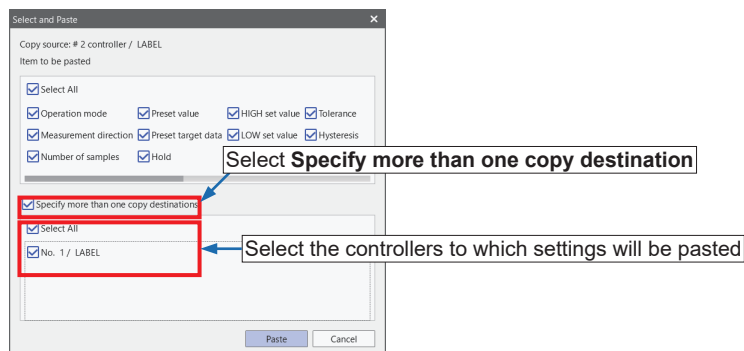 Select and Paste
Copy source: # 2 controller / LABEL
Item to be pasted
Select All
Operation mode Preset value HIGH set value Tolerance
Measurement direction Preset target data LOW set value Hysteresis
Number of samples Hold
Select Specify more than one copy destination
Specify more than one copy destinations
Select All
Select the controllers to which settings will be pasted
No. 1 / LABEL
Paste Cancel